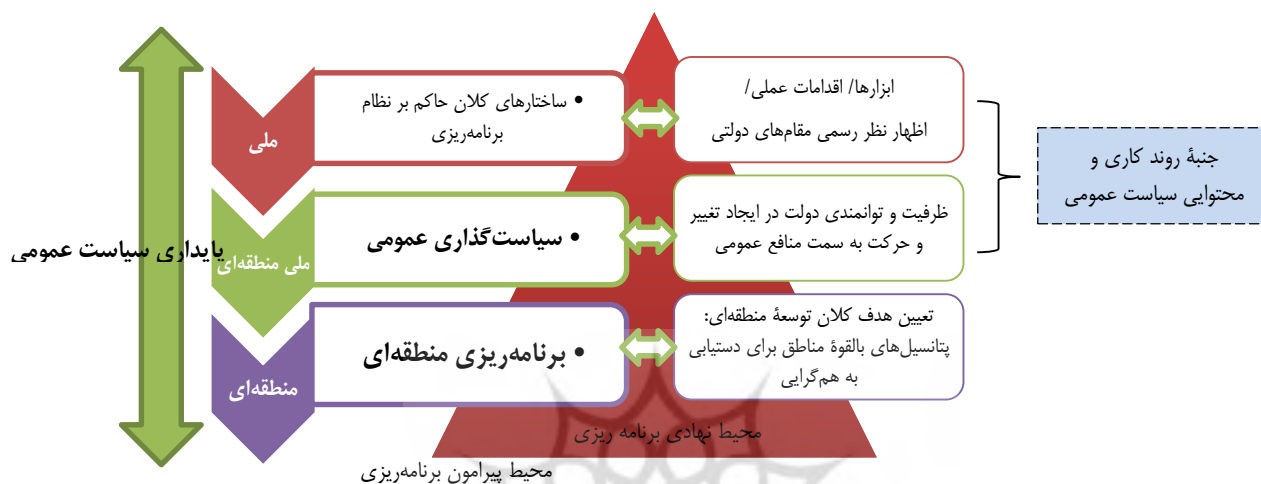 ابزارها/ اقدامات عملی/
اظهار نظر رسمی مقام‌های دولتی
• ساختارهای کلان حاکم بر نظام
برنامه‌ریزی
ملی
جنبۀ روند کاری و
محتوایی سیاست عمومی
ظرفیت و توانمندی دولت در ایجاد تغییر
و حرکت به سمت منافع عمومی
• سیاست‌گذاری عمومی
ملی منطقه‌ای
پایداری سیاست عمومی
تعیین هدف کلان توسعۀ منطقه‌ای:
پتانسیل‌های بالقوۀ مناطق برای دستیابی
به هم‌گرایی
• برنامه‌ریزی منطقه‌ای
منطقه‌ای
محیط نهادی برنامه ریزی
محیط پیرامون برنامه‌ریزی